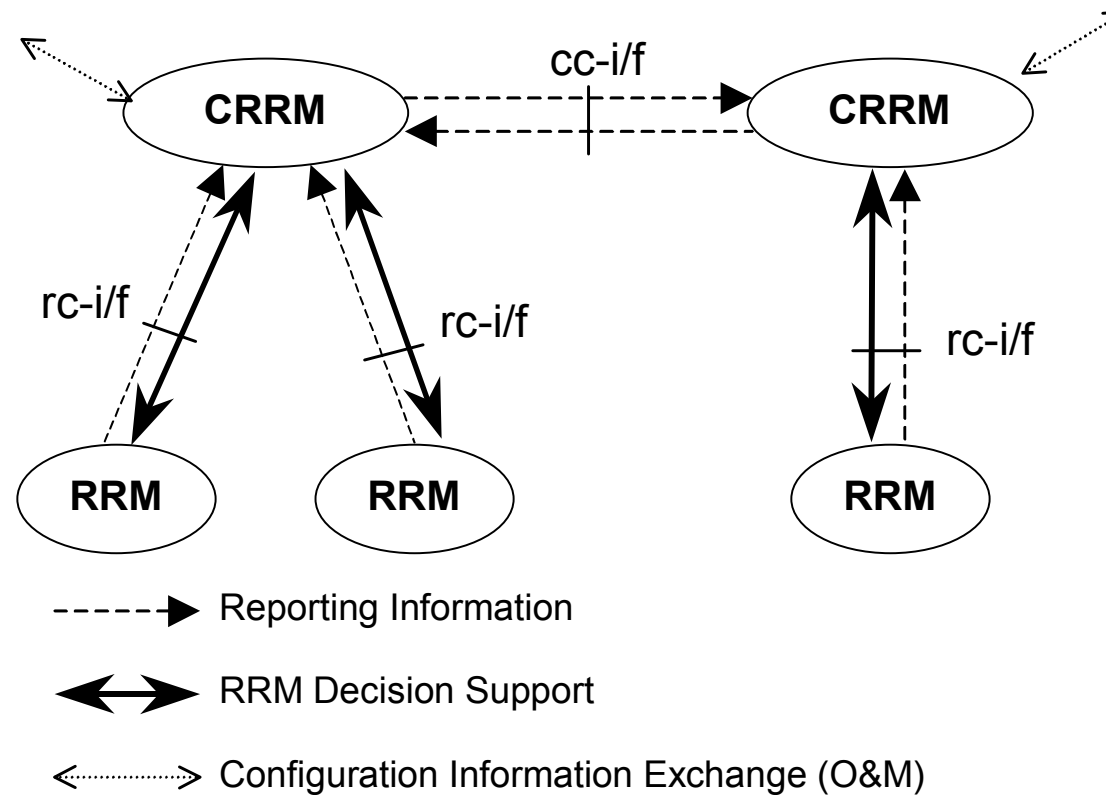 cc-i/f
CRRM
CRRM
rc-i/f
rc-i/f
rc-i/f
RRM
RRM
RRM
Reporting Information
RRM Decision Support
Configuration Information Exchange (O&M)